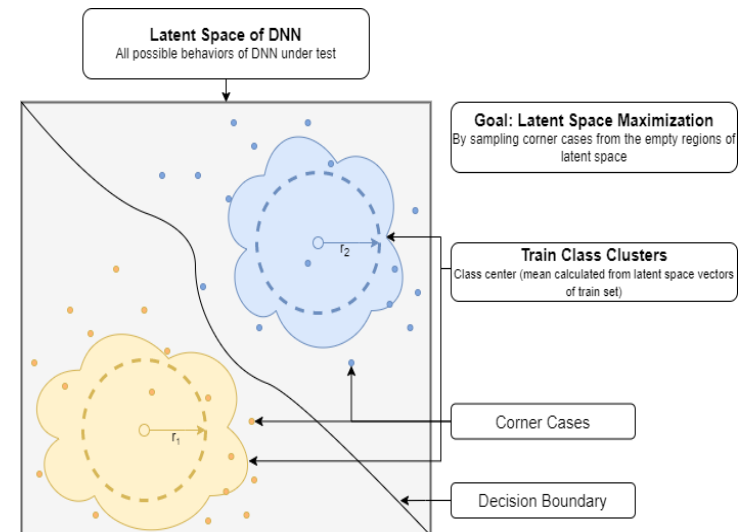 Latent Space of DNN
All possible behaviors of DNN under test
Goal: Latent Space Maximization
By sampling corner cases from the empty regions of
latent space
r2
Train Class Clusters
Class center (mean calculated from latent space vectors
of train set)
Corner Cases
r1
Decision Boundary